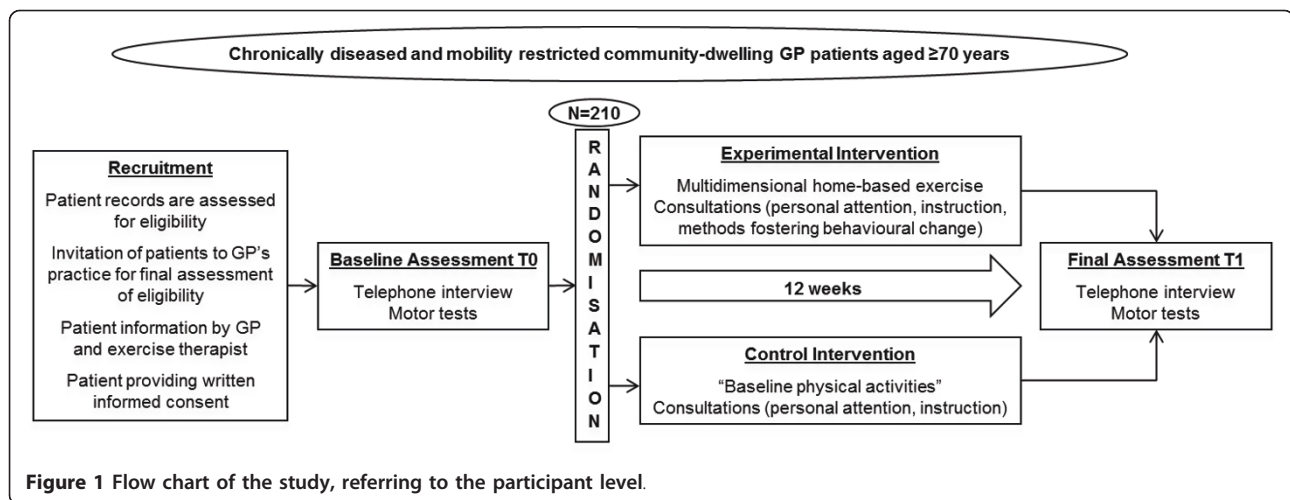 Chronically diseased and mobility restricted community-dwelling GP patients aged ≥70 years
Recruitment
Patient records are assessed
for eligibility
Invitation of patients to GP's
practice for final assessment
of eligibility
Patient information by GP
and exercise therapist
Patient providing written
informed consent
Baseline Assessment T0
Telephone interview
Motor tests
N=210
R
A
N
D
O
M
I
S
A
T
I
O
N
Experimental Intervention
Multidimensional home-based exercise
Consultations (personal attention, instruction,
methods fostering behavioural change)
12 weeks
Control Intervention
“Baseline physical activities”
Consultations (personal attention, instruction)
Final Assessment T1
Telephone interview
Motor tests
Figure 1 Flow chart of the study, referring to the participant level.